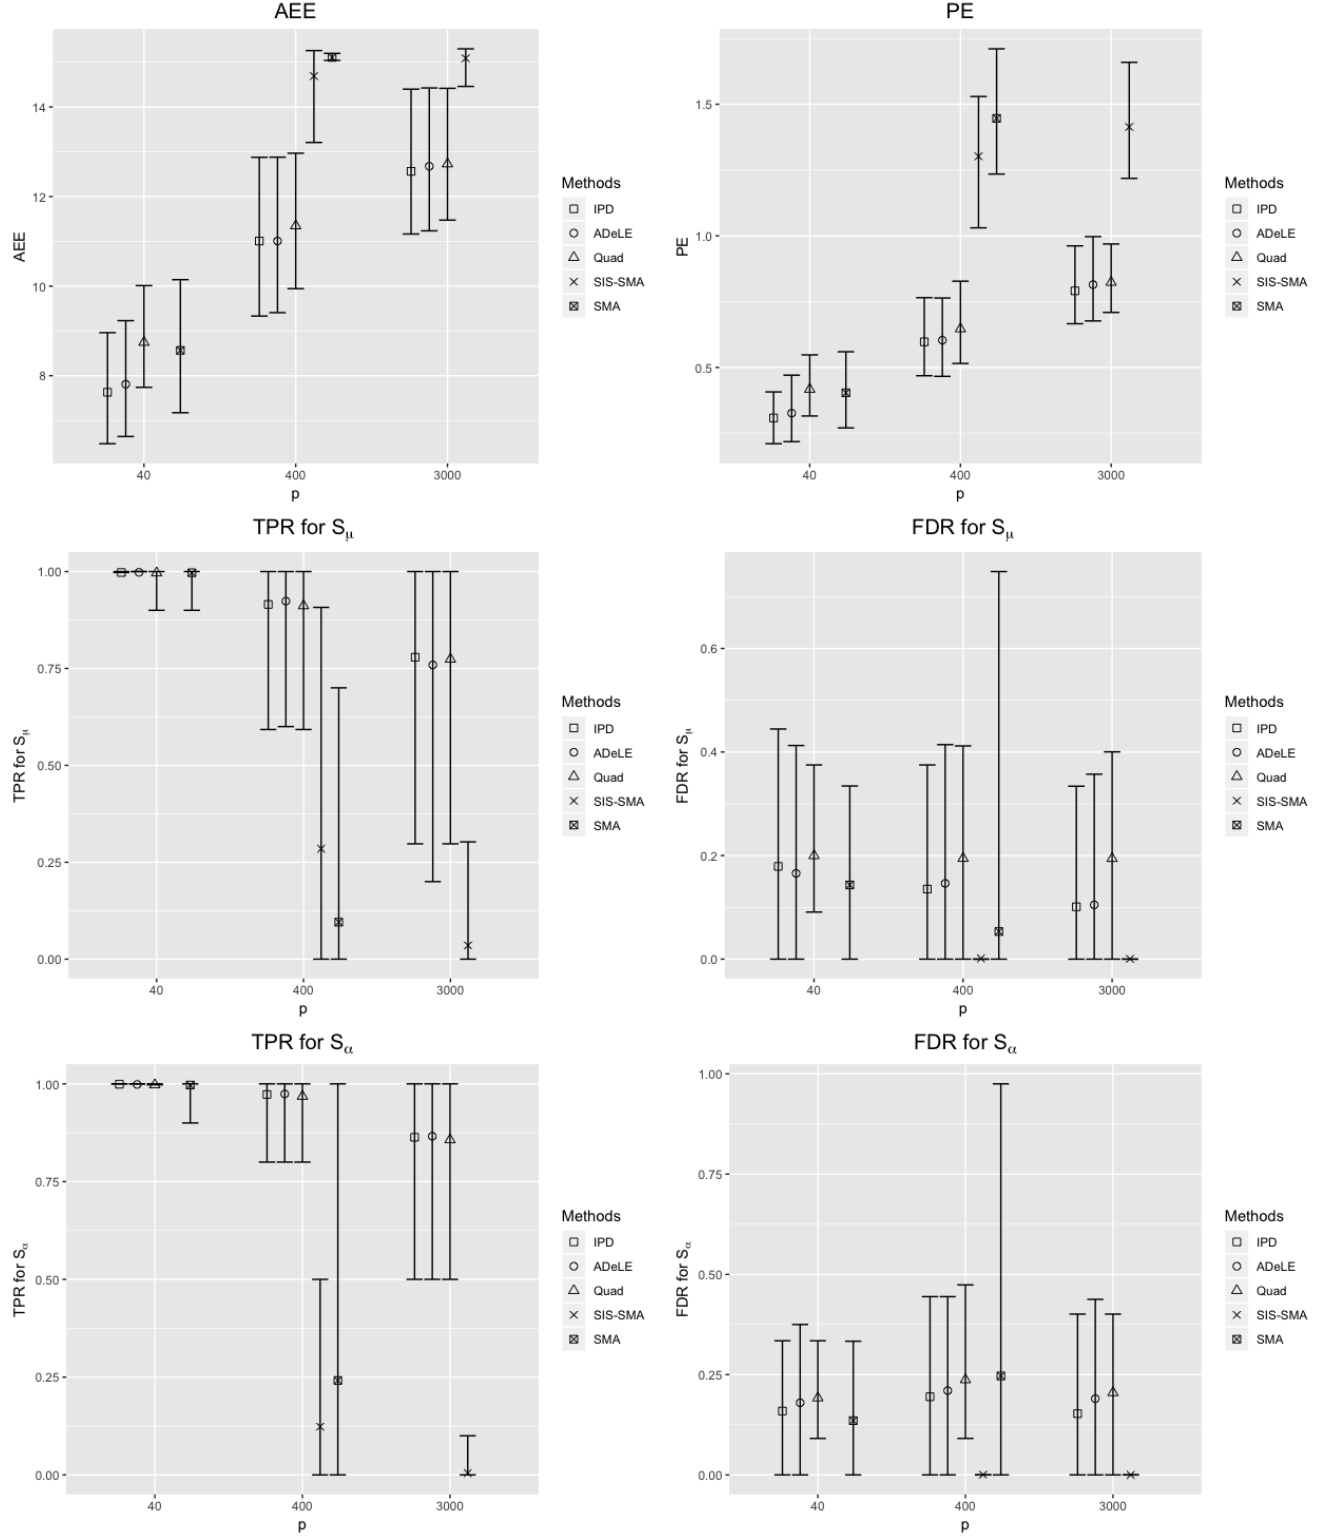 AEE
AEE
14
12
10
8
40
400
3000
p
Methods
IPD
ADeLE
Quad
SIS-SMA
SMA
PE
PE
1.5
1.0
0.5
40
400
3000
p
Methods
IPD
ADeLE
Quad
SIS-SMA
SMA
TPR for Sμ
TPR for Sμ
1.00
0.75
0.50
0.25
0.00
40
400
3000
p
Methods
IPD
ADeLE
Quad
SIS-SMA
SMA
FDR for Sμ
FDR for Sμ
0.6
0.4
0.2
0.0
40
400
3000
p
Methods
IPD
ADeLE
Quad
SIS-SMA
SMA
TPR for Sα
TPR for Sα
1.00
0.75
0.50
0.25
0.00
40
400
3000
p
Methods
IPD
ADeLE
Quad
SIS-SMA
SMA
FDR for Sα
FDR for Sα
1.00
0.75
0.50
0.25
0.00
40
400
3000
p
Methods
IPD
ADeLE
Quad
SIS-SMA
SMA